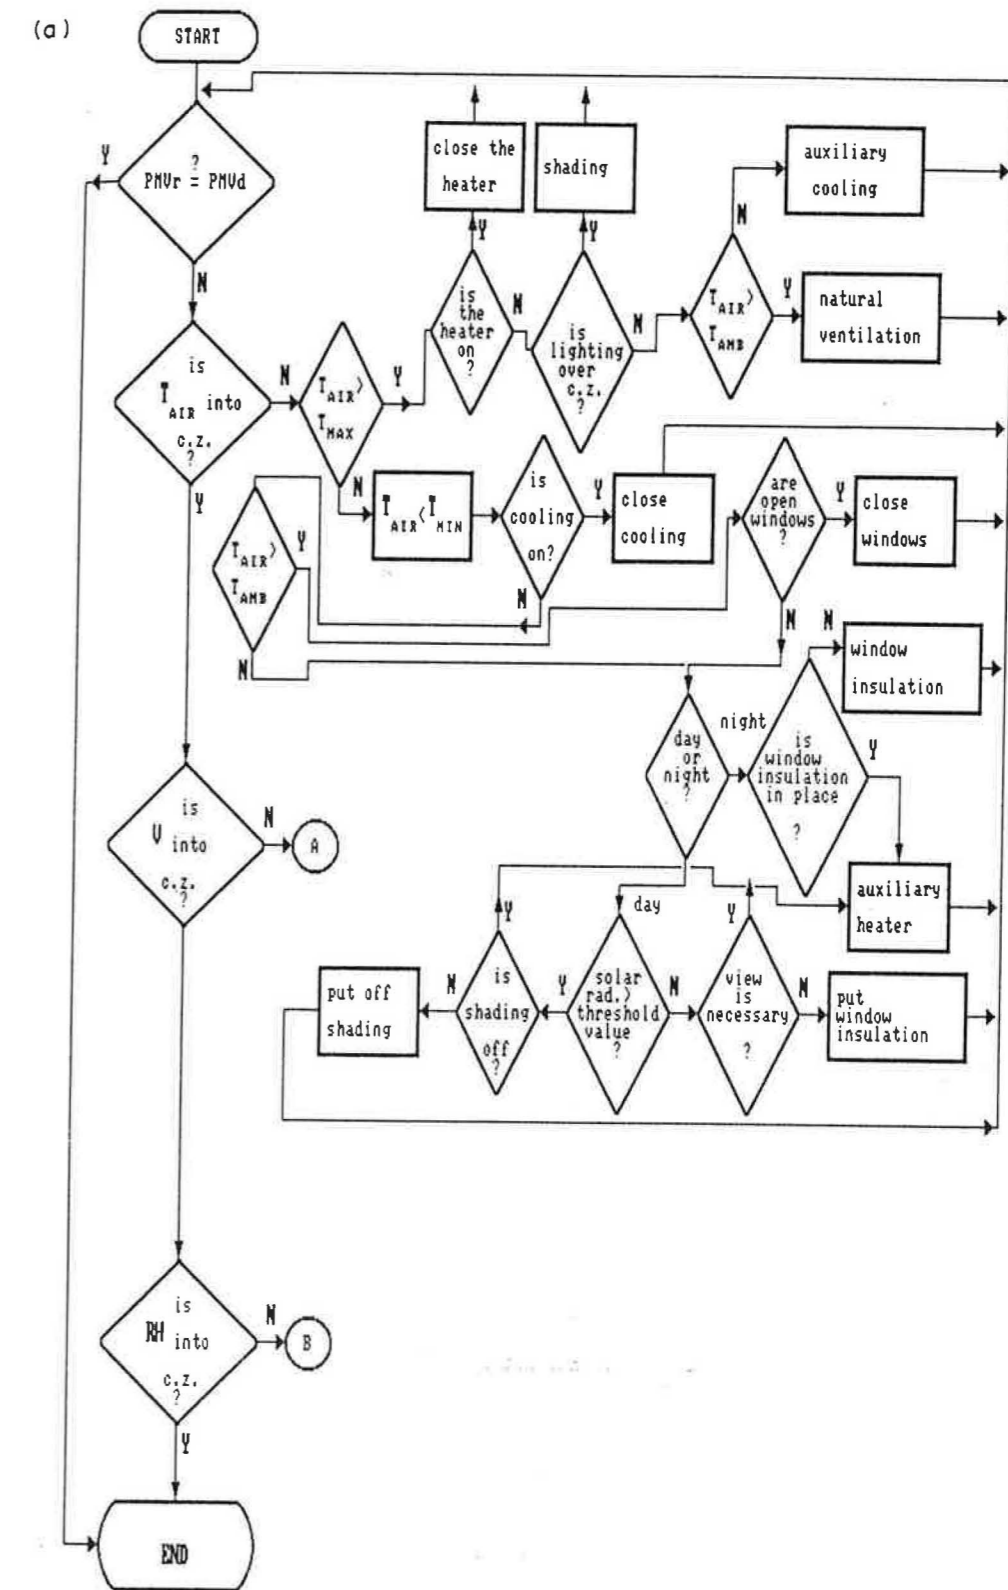 (a)
START
Y
?
PMVr = PMVd
N
close the
heater
shading
auxiliary
cooling
Y
Y
N
is
T AIR into
c.z.
?
N
T AIR >
T MAX
Y
is
the
heater
on
?
N
is
lighting
over
c.z.
?
N
T AIR >
T AMB
Y
natural
ventilation
Y
N
T AIR < T MIN
is
cooling
on?
Y
close
cooling
are
open
windows
?
Y
close
windows
T AIR >
T AMB
Y
N
N
N
N
window
insulation
day
or
night
?
night
is
window
insulation
in place
?
Y
is
V into
c.z.
?
N
A
auxiliary
heater
day
Y
Y
put off
shading
N
is
shading
off
?
Y
solar
rad. >
threshold
value
?
N
view
is
necessary
?
N
put
window
insulation
is
RH into
c.z.
?
N
B
Y
END